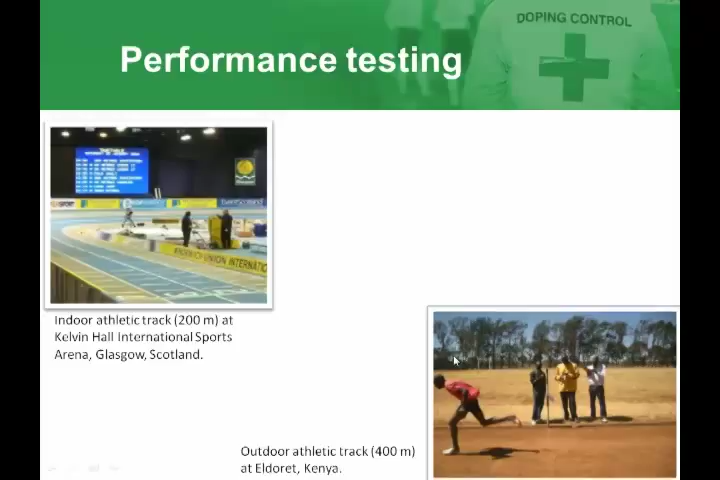 DOPING CONTROL
Performance testing
Indoor athletic track (200 m) at
Kelvin Hall International Sports
Arena, Glasgow, Scotland.
Outdoor athletic track (400 m)
at Eldoret, Kenya.